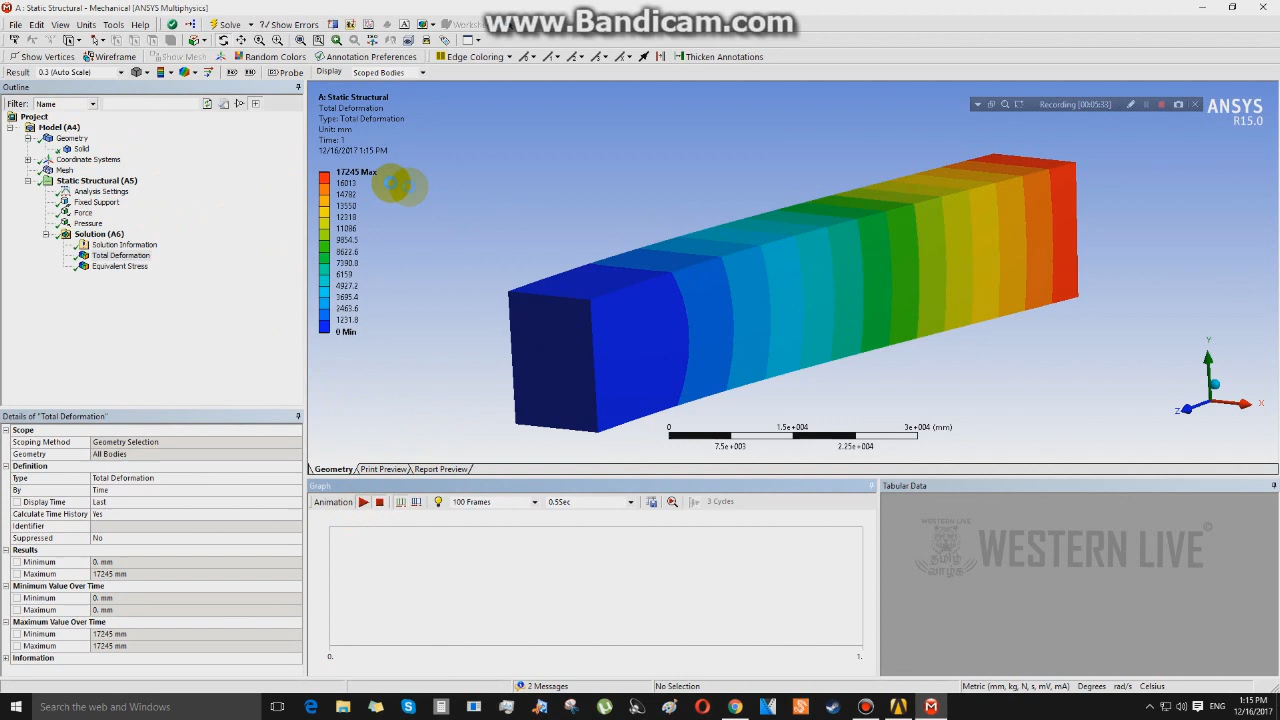 A: Static Structural - Mechanical [ANSYS Multiphysics]
www.Bandicam.com
File Edit View Units Tools Help Solve ? Show Errors Worksheet
Show Vertices Wireframe Show Mesh Random Colors Annotation Preferences Edge Coloring Thicken Annotations
Result 0.3 (Auto Scale) Probe Display Scoped Bodies
Outline
Filter: Name
Project
Model (A4)
Geometry
Solid
Coordinate Systems
Mesh
Static Structural (A5)
Analysis Settings
Fixed Support
Force
Pressure
Solution (A6)
Solution Information
Total Deformation
Equivalent Stress
A: Static Structural
Total Deformation
Type: Total Deformation
Unit: mm
Time: 1
12/16/2017 1:15 PM
17245 Max
16013
14782
13550
12318
11086
9854.5
8622.6
7390.8
6159
4927.2
3695.4
2463.6
1231.8
0 Min
Recording [00:05:33]
ANSYS
R15.0
Y
Z
X
0 1.5e+004 3e+004 (mm)
7.5e+003 2.25e+004
Geometry Print Preview Report Preview
Details of "Total Deformation"
Scope
Scoping Method Geometry Selection
Geometry All Bodies
Definition
Type Total Deformation
By Time
Display Time Last
Calculate Time History Yes
Identifier
Suppressed No
Results
Minimum 0. mm
Maximum 17245 mm
Minimum Value Over Time
Minimum 0. mm
Maximum 0. mm
Maximum Value Over Time
Minimum 17245 mm
Maximum 17245 mm
Information
Graph
Animation 100 Frames 0.5Sec 3 Cycles
0. 1.
Tabular Data
WESTERN LIVE
தமிழ்
வாழ்க
WESTERN LIVE ©
2 Messages No Selection Metric (mm, kg, N, s, mV, mA) Degrees rad/s Celsius
Search the web and Windows
ENG
1:15 PM
12/16/2017